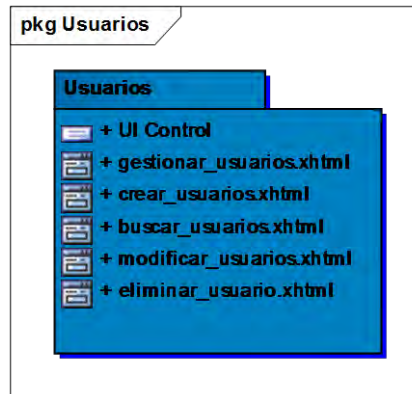 pkg Usuarios
Usuarios
+ UI Control
+ gestionar_usuarios.xhtml
+ crear_usuarios.xhtml
+ buscar_usuarios.xhtml
+ modificar_usuarios.xhtml
+ eliminar_usuario.xhtml